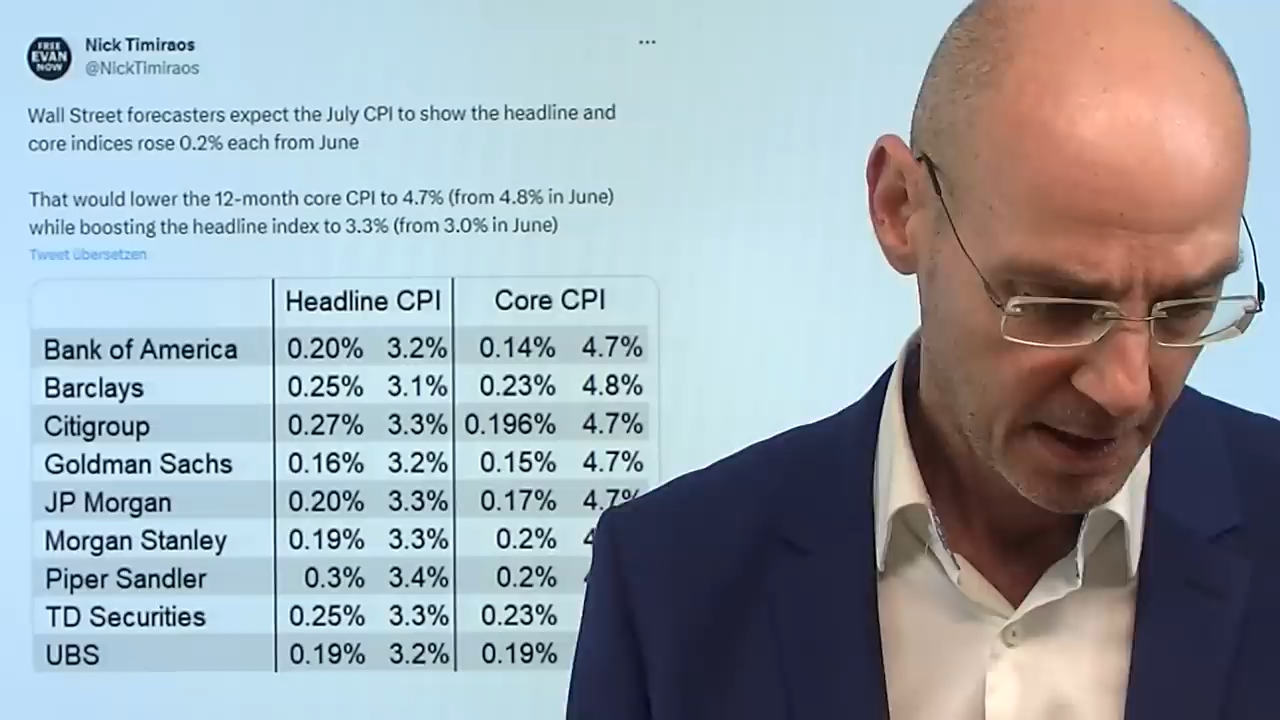 FREE
EVAN
NOW
Nick Timiraos
@NickTimiraos
Wall Street forecasters expect the July CPI to show the headline and
core indices rose 0.2% each from June
That would lower the 12-month core CPI to 4.7% (from 4.8% in June)
while boosting the headline index to 3.3% (from 3.0% in June)
Tweet übersetzen
Headline CPI Core CPI
Bank of America 0.20% 3.2% 0.14% 4.7%
Barclays 0.25% 3.1% 0.23% 4.8%
Citigroup 0.27% 3.3% 0.196% 4.7%
Goldman Sachs 0.16% 3.2% 0.15% 4.7%
JP Morgan 0.20% 3.3% 0.17% 4.7%
Morgan Stanley 0.19% 3.3% 0.2%
Piper Sandler 0.3% 3.4% 0.2%
TD Securities 0.25% 3.3% 0.23%
UBS 0.19% 3.2% 0.19%